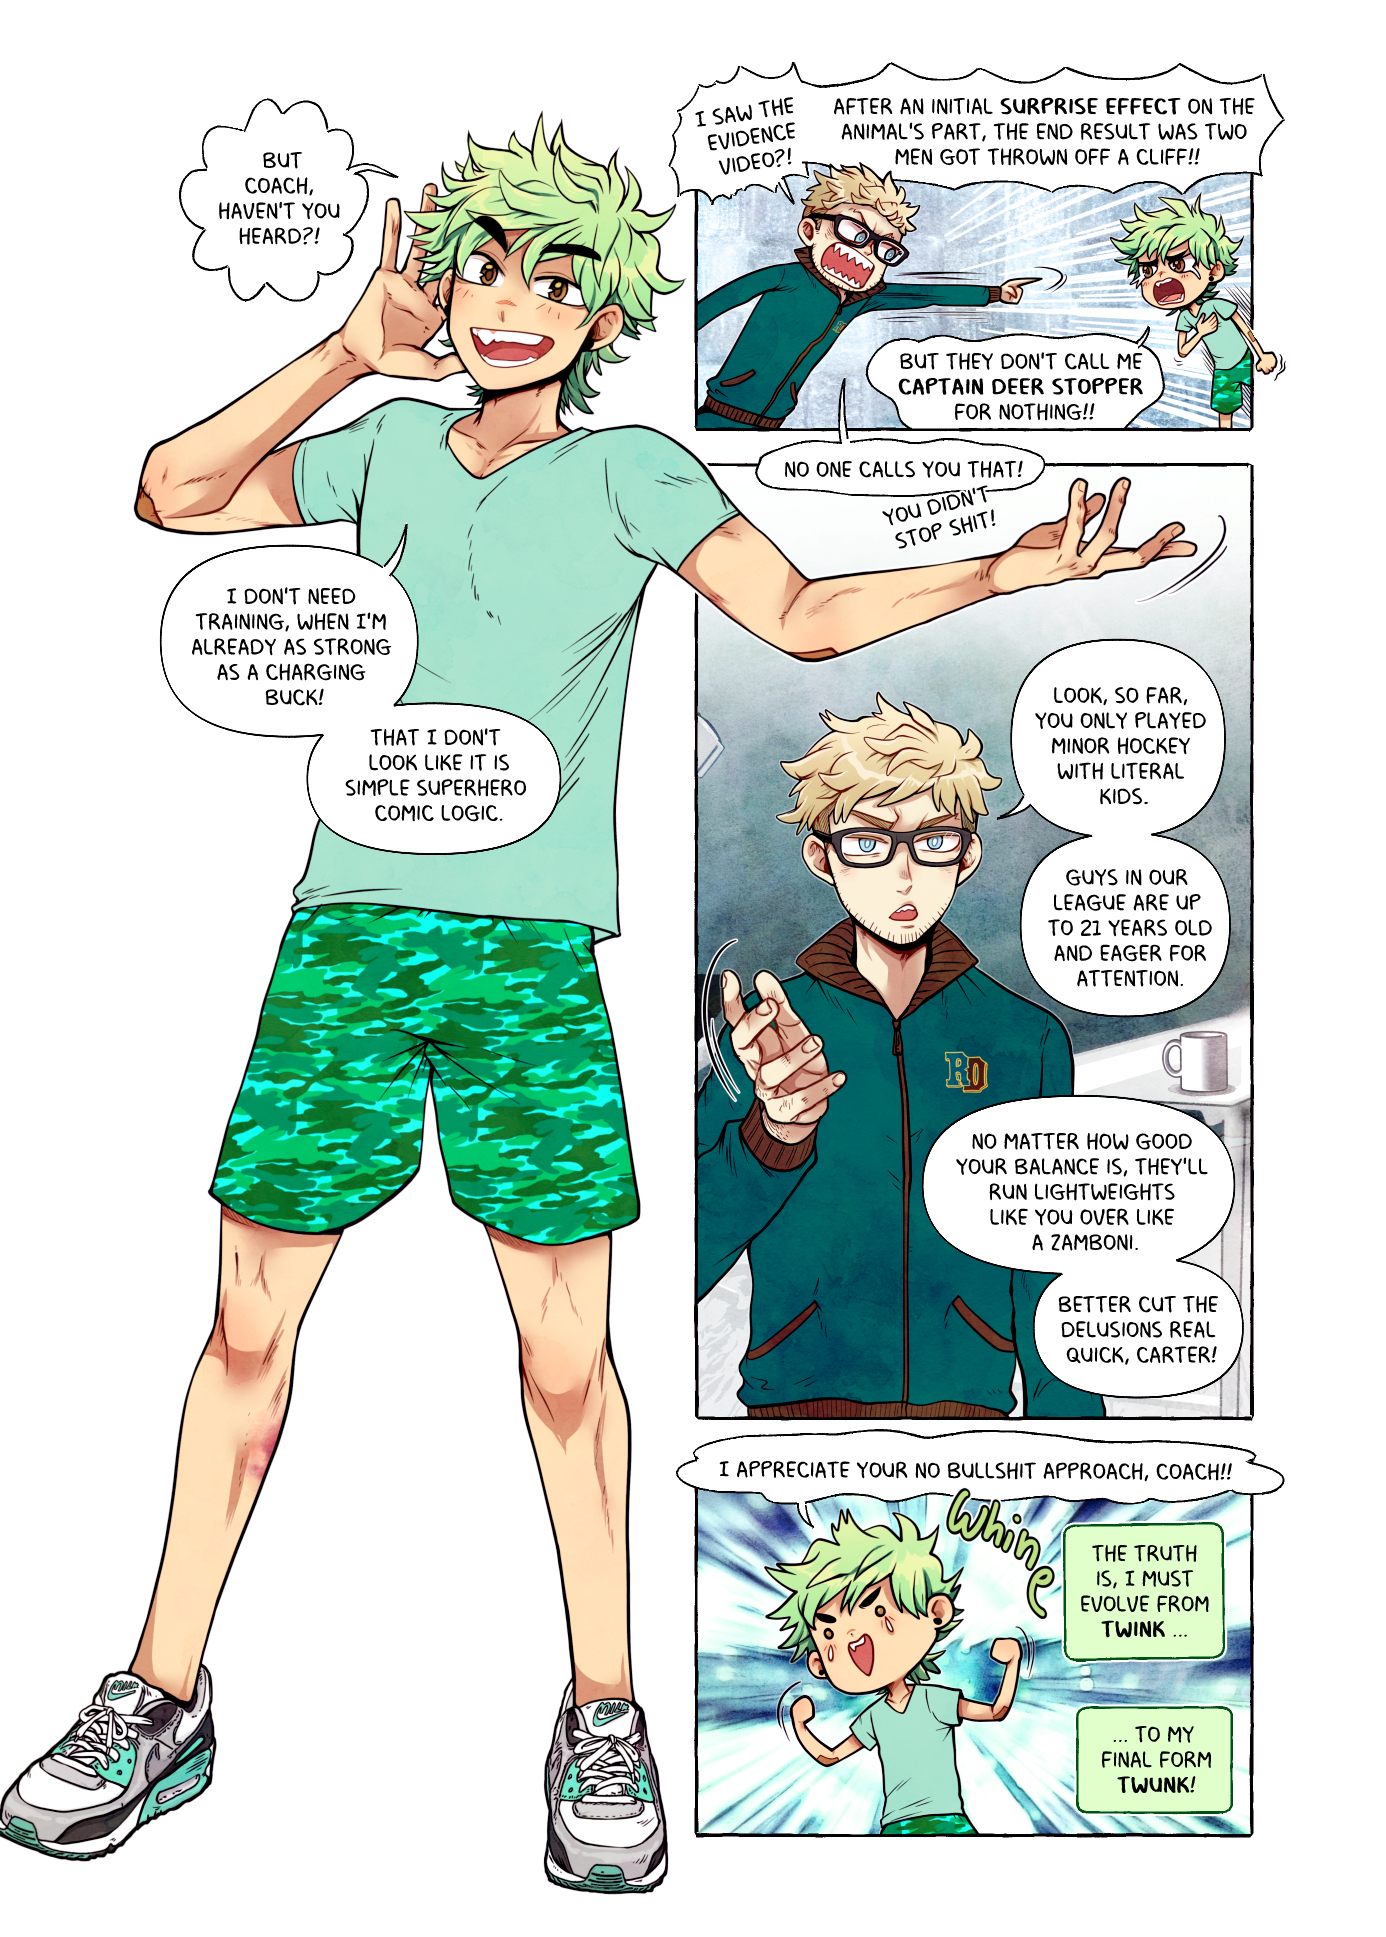 BUT
COACH,
HAVEN'T YOU
HEARD?!
I DON'T NEED
TRAINING, WHEN I'M
ALREADY AS STRONG
AS A CHARGING
BUCK!
THAT I DON'T
LOOK LIKE IT IS
SIMPLE SUPERHERO
COMIC LOGIC.
I SAW THE
EVIDENCE
VIDEO?!
AFTER AN INITIAL SURPRISE EFFECT ON THE
ANIMAL'S PART, THE END RESULT WAS TWO
MEN GOT THROWN OFF A CLIFF!!
BUT THEY DON'T CALL ME
CAPTAIN DEER STOPPER
FOR NOTHING!!
NO ONE CALLS YOU THAT!
YOU DIDN'T
STOP SHIT!
LOOK, SO FAR,
YOU ONLY PLAYED
MINOR HOCKEY
WITH LITERAL
KIDS.
GUYS IN OUR
LEAGUE ARE UP
TO 21 YEARS OLD
AND EAGER FOR
ATTENTION.
RD
NO MATTER HOW GOOD
YOUR BALANCE IS, THEY'LL
RUN LIGHTWEIGHTS
LIKE YOU OVER LIKE
A ZAMBONI.
BETTER CUT THE
DELUSIONS REAL
QUICK, CARTER!
I APPRECIATE YOUR NO BULLSHIT APPROACH, COACH!!
Whine
THE TRUTH
IS, I MUST
EVOLVE FROM
TWINK ...
... TO MY
FINAL FORM
TWUNK!
MILK